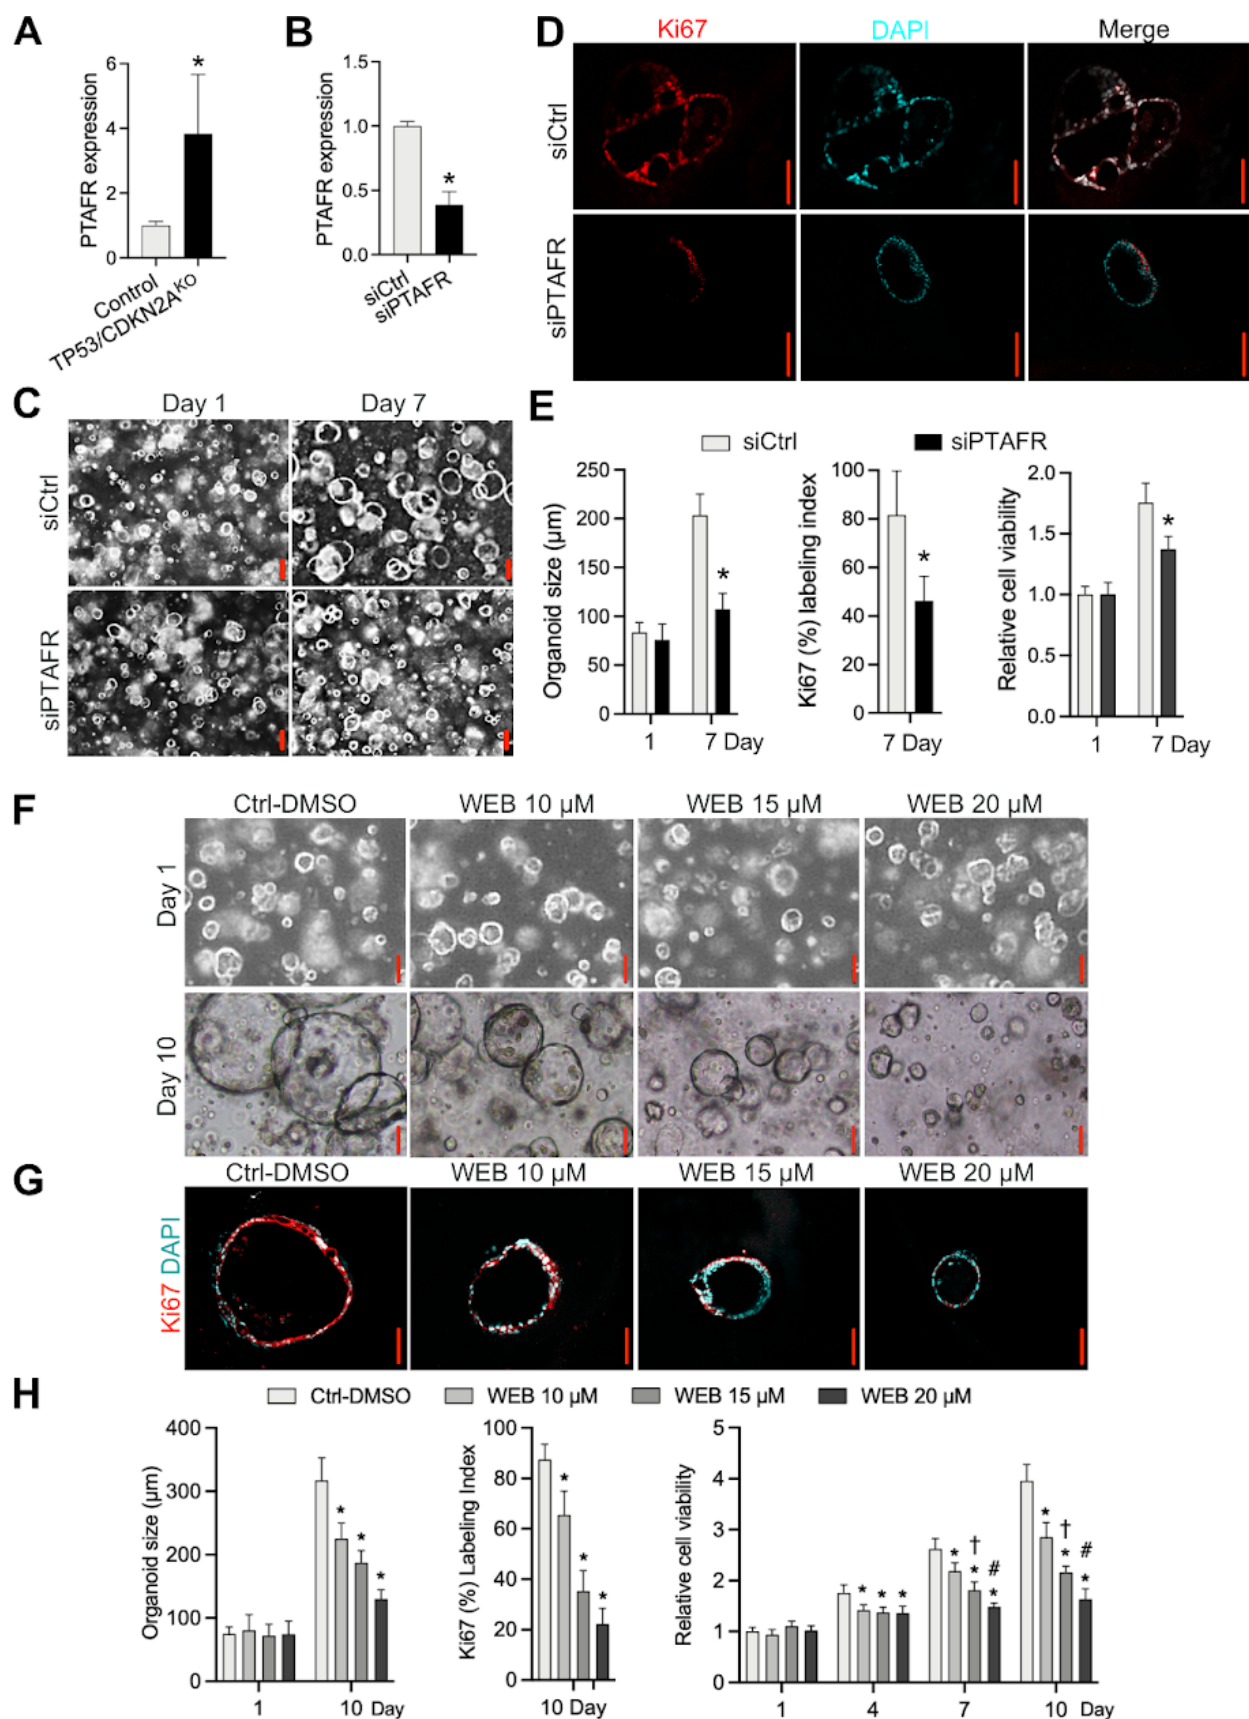 A
PTAFR expression
6
4
2
0
*
Control
TP53/CDKN2AKO
B
PTAFR expression
1.5
1.0
0.5
0.0
*
siCtrl
siPTAFR
D
Ki67
DAPI
Merge
siCtrl
siPTAFR
C
Day 1
Day 7
siCtrl
siPTAFR
E
siCtrl
siPTAFR
Organoid size (µm)
250
200
150
100
50
0
*
1
7 Day
Ki67 (%) labeling index
100
80
60
40
20
0
*
7 Day
Relative cell viability
2.0
1.5
1.0
0.5
0.0
*
1
7 Day
F
Ctrl-DMSO
WEB 10 µM
WEB 15 µM
WEB 20 µM
Day 1
Day 10
G
Ctrl-DMSO
WEB 10 µM
WEB 15 µM
WEB 20 µM
Ki67 DAPI
H
Ctrl-DMSO
WEB 10 µM
WEB 15 µM
WEB 20 µM
Organoid size (µm)
400
300
200
100
0
* * *
1
10 Day
Ki67 (%) Labeling Index
100
80
60
40
20
0
* * *
10 Day
Relative cell viability
5
4
3
2
1
0
* * *
* † * # *
* † * # *
1
4
7
10 Day